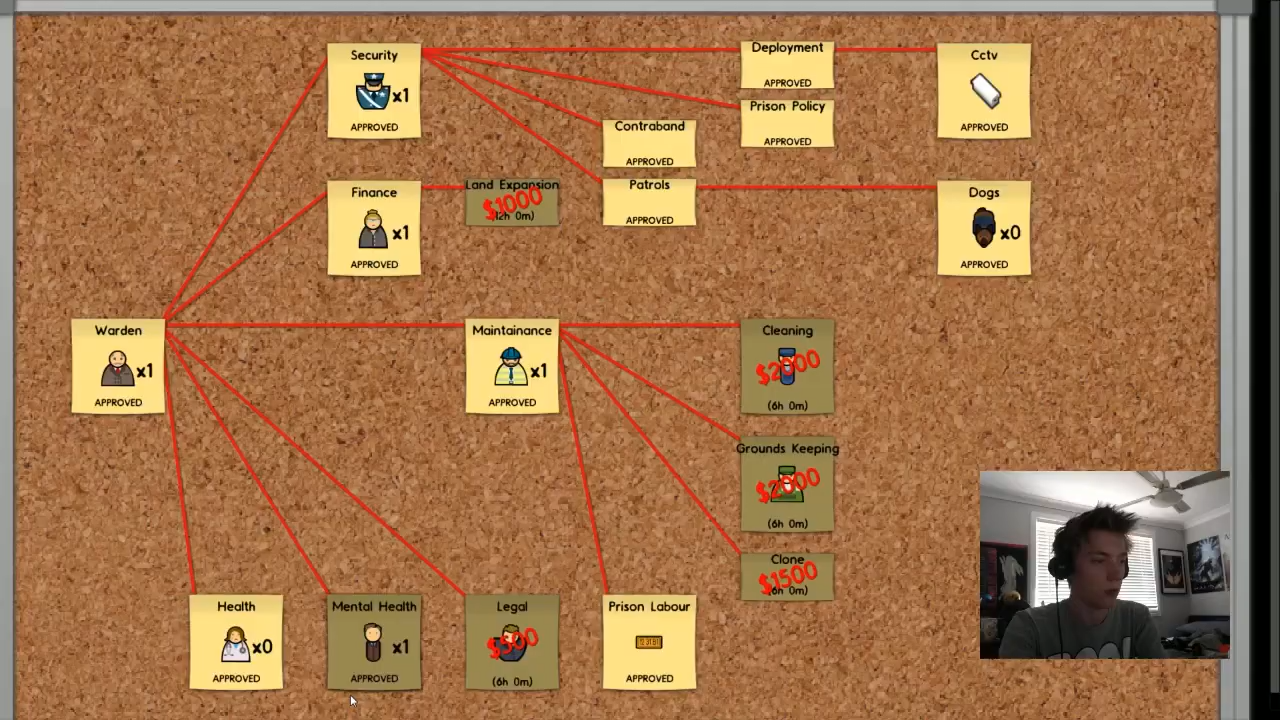 Security
x1
APPROVED
Deployment
APPROVED
Cctv
APPROVED
Prison Policy
APPROVED
Contraband
APPROVED
Finance
x1
APPROVED
Land Expansion
$1000
(12h 0m)
Patrols
APPROVED
Dogs
x0
APPROVED
Warden
x1
APPROVED
Maintainance
x1
APPROVED
Cleaning
$2000
(6h 0m)
Grounds Keeping
$2000
(6h 0m)
Clone
$1500
(6h 0m)
Health
x0
APPROVED
Mental Health
x1
APPROVED
Legal
$500
(6h 0m)
Prison Labour
APPROVED